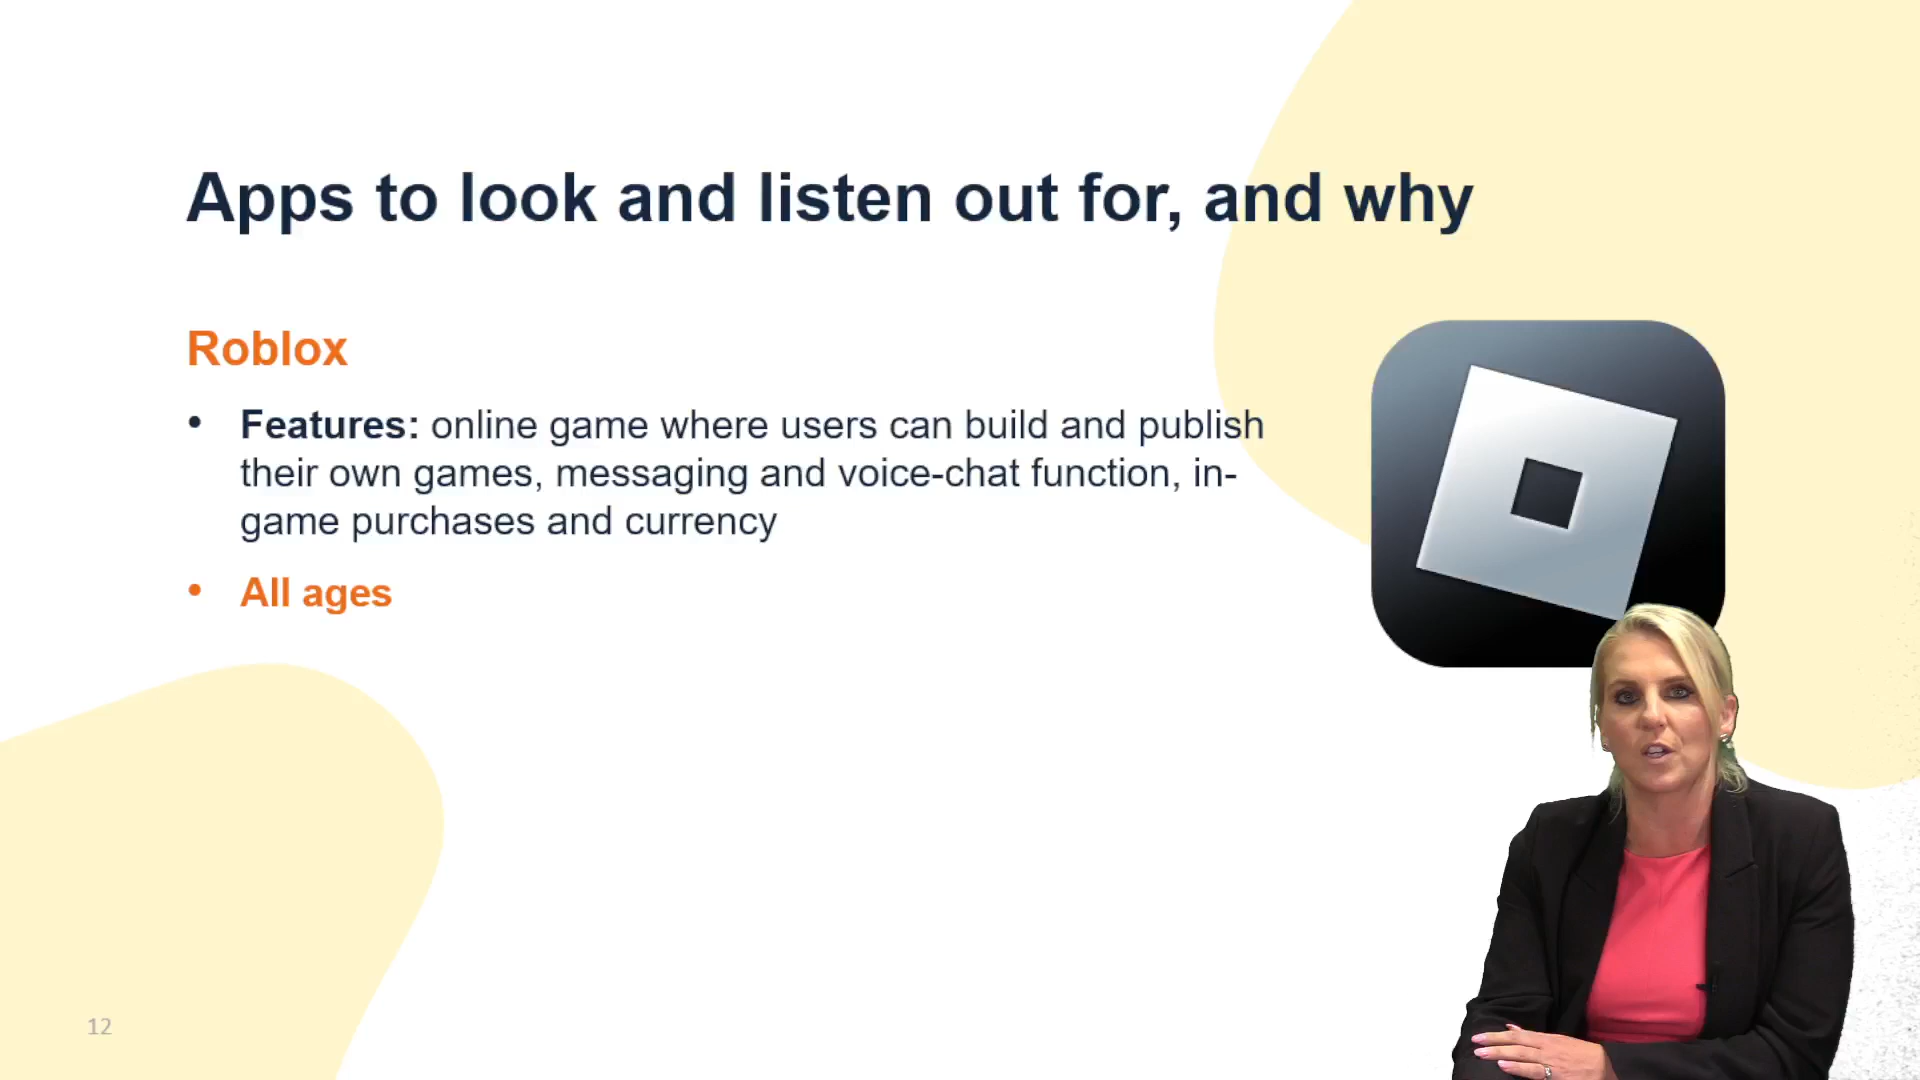 Apps to look and listen out for, and why
Roblox
• Features: online game where users can build and publish
their own games, messaging and voice-chat function, in-
game purchases and currency
• All ages
12